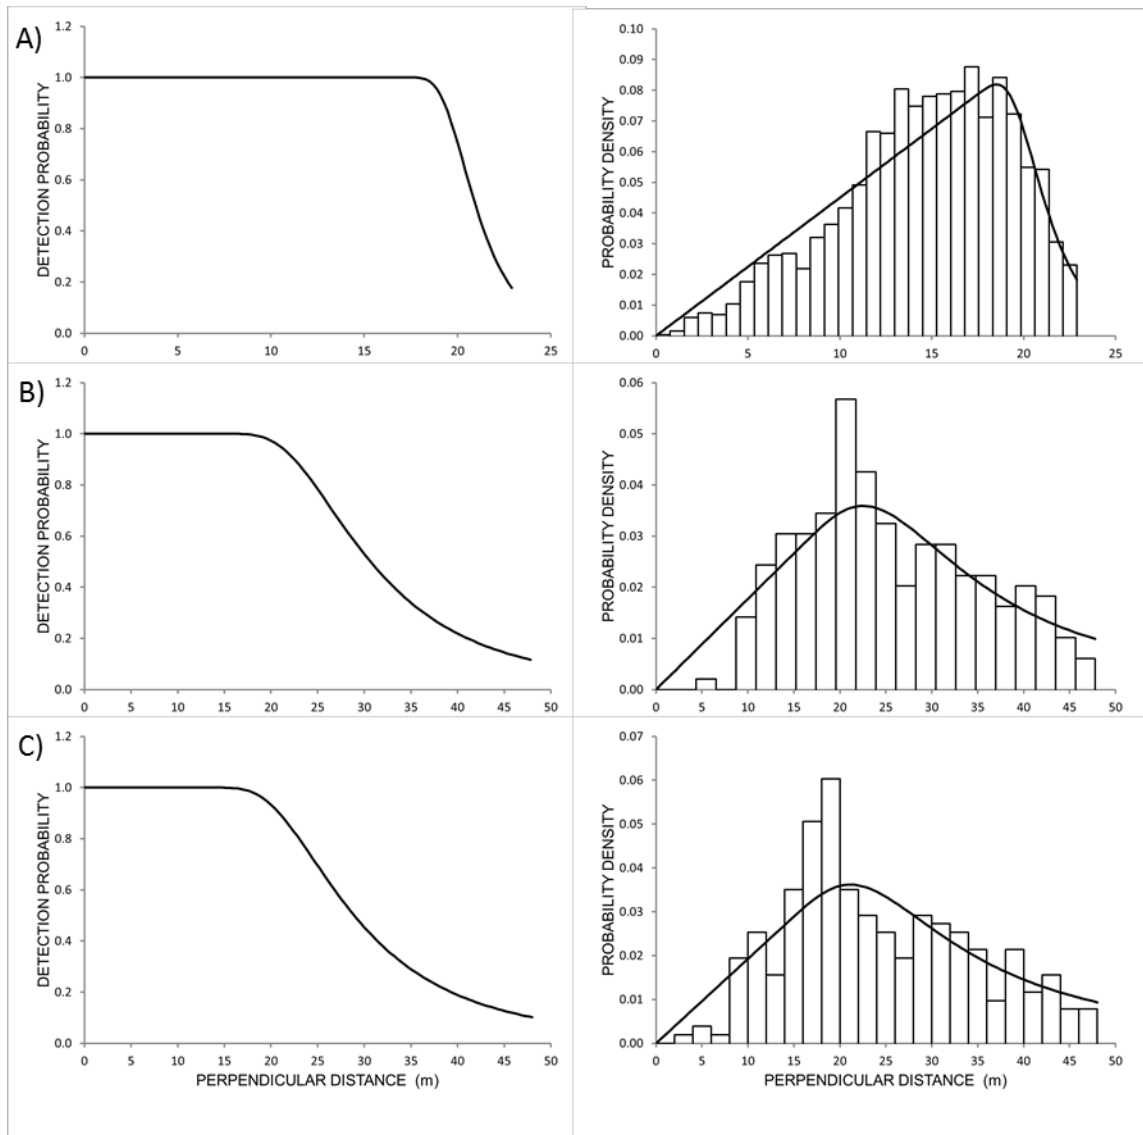 A)
DETECTION PROBABILITY
1.2
1.0
0.8
0.6
0.4
0.2
0.0
0 5 10 15 20 25
PROBABILITY DENSITY
0.10
0.09
0.08
0.07
0.06
0.05
0.04
0.03
0.02
0.01
0.00
0 5 10 15 20 25
B)
DETECTION PROBABILITY
1.2
1.0
0.8
0.6
0.4
0.2
0.0
0 5 10 15 20 25 30 35 40 45 50
PROBABILITY DENSITY
0.06
0.05
0.04
0.03
0.02
0.01
0.00
0 5 10 15 20 25 30 35 40 45 50
C)
DETECTION PROBABILITY
1.2
1.0
0.8
0.6
0.4
0.2
0.0
0 5 10 15 20 25 30 35 40 45 50
PERPENDICULAR DISTANCE (m)
PROBABILITY DENSITY
0.07
0.06
0.05
0.04
0.03
0.02
0.01
0.00
0 5 10 15 20 25 30 35 40 45 50
PERPENDICULAR DISTANCE (m)